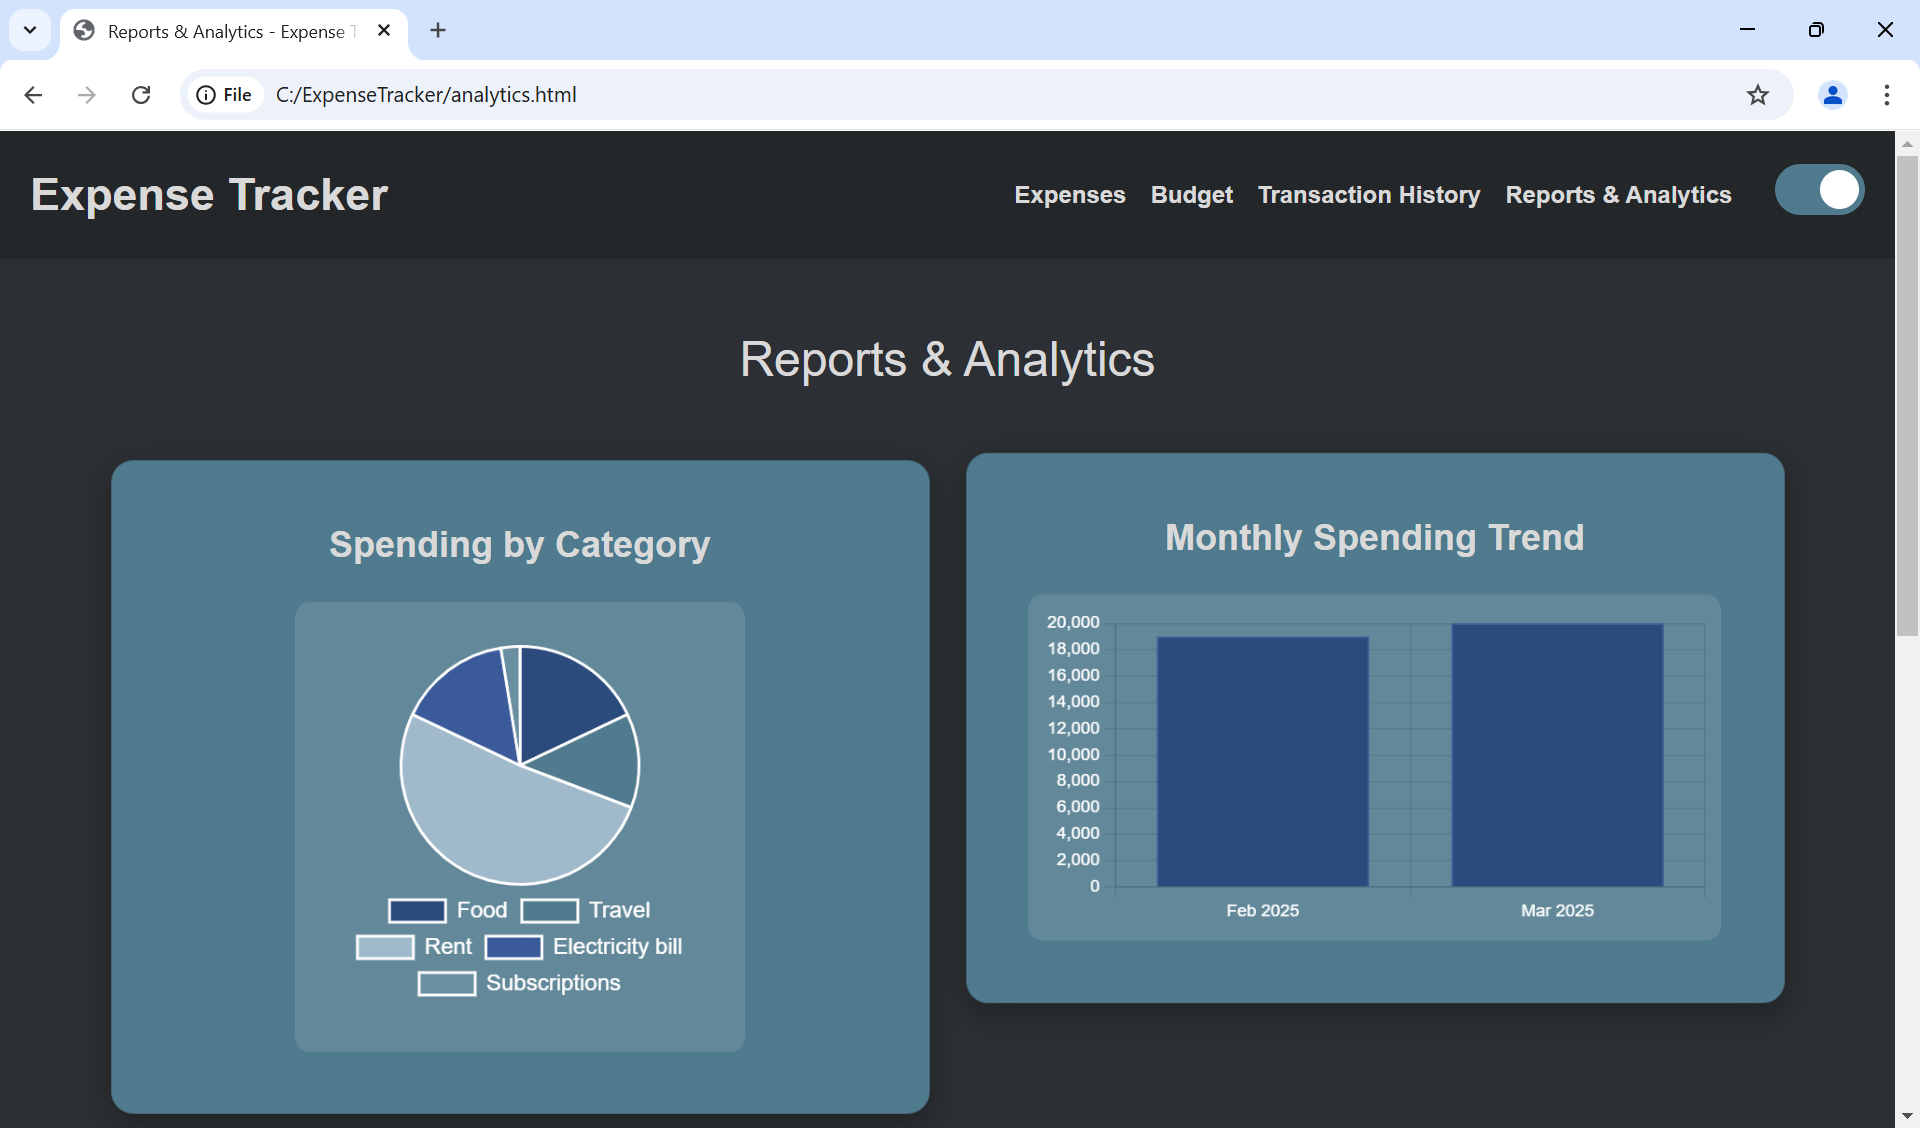 Reports & Analytics - Expense T
File C:/ExpenseTracker/analytics.html
Expense Tracker
Expenses Budget Transaction History Reports & Analytics
Reports & Analytics
Spending by Category
Food Travel
Rent Electricity bill
Subscriptions
Monthly Spending Trend
20,000
18,000
16,000
14,000
12,000
10,000
8,000
6,000
4,000
2,000
0
Feb 2025 Mar 2025